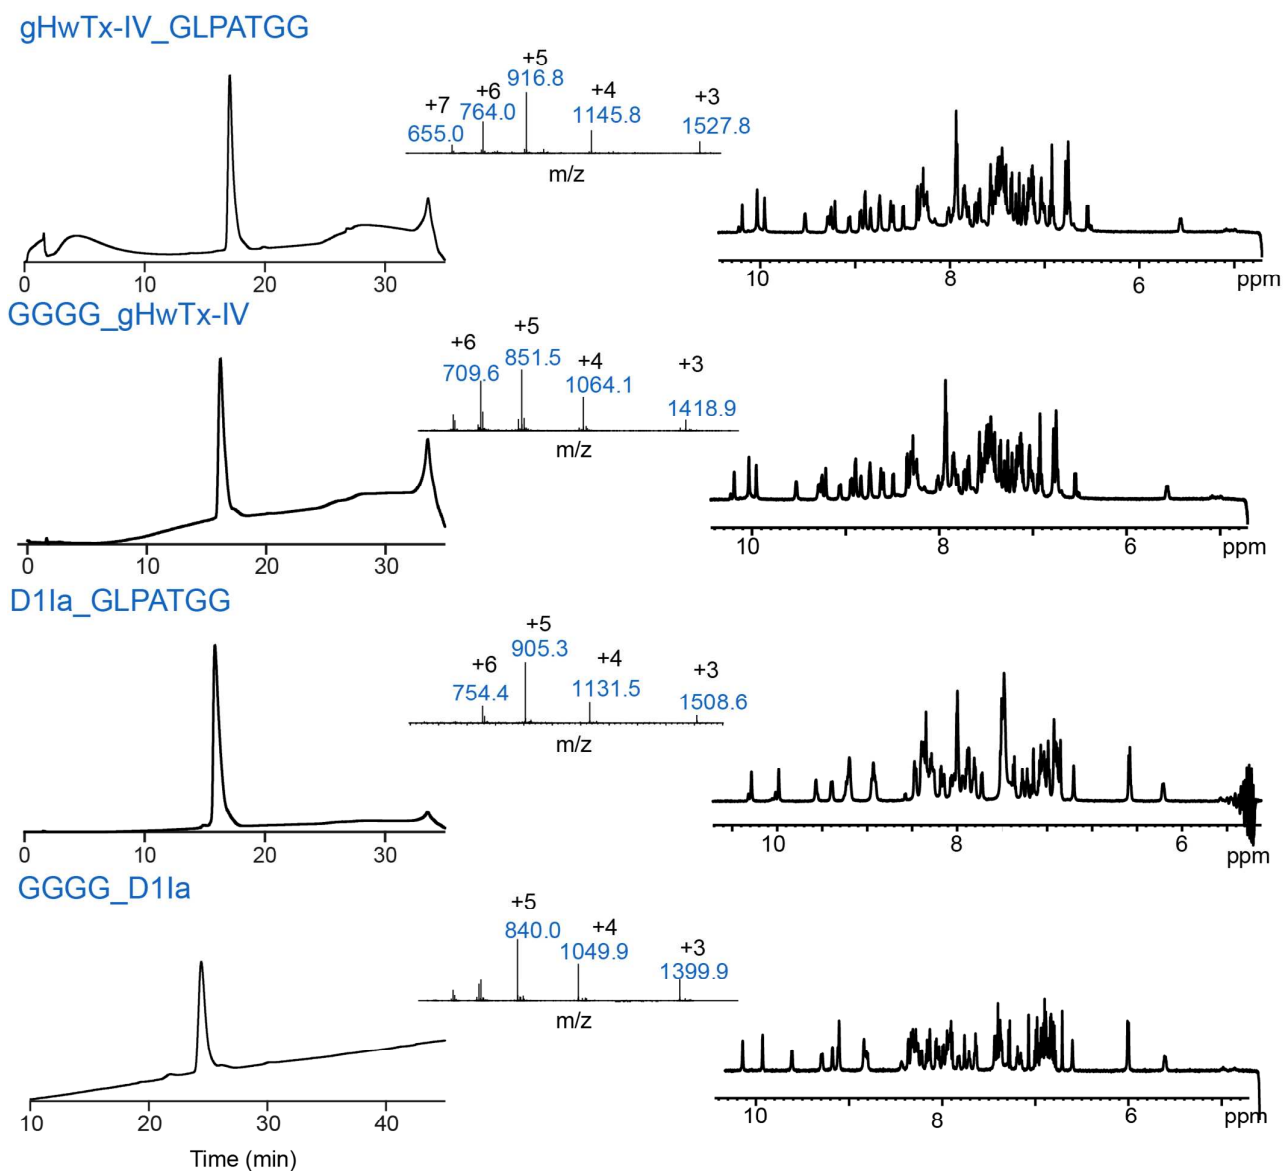 gHwTx-IV_GLPATGG
+7 +6 +5 +4 +3
655.0 764.0 916.8 1145.8 1527.8
m/z
0 10 20 30
10 8 6 ppm
GGGG_gHwTx-IV
+6 +5 +4 +3
709.6 851.5 1064.1 1418.9
m/z
0 10 20 30
10 8 6 ppm
D1Ia_GLPATGG
+6 +5 +4 +3
754.4 905.3 1131.5 1508.6
m/z
0 10 20 30
10 8 6 ppm
GGGG_D1Ia
+5 +4 +3
840.0 1049.9 1399.9
m/z
10 20 30 40
Time (min)
10 8 6 ppm